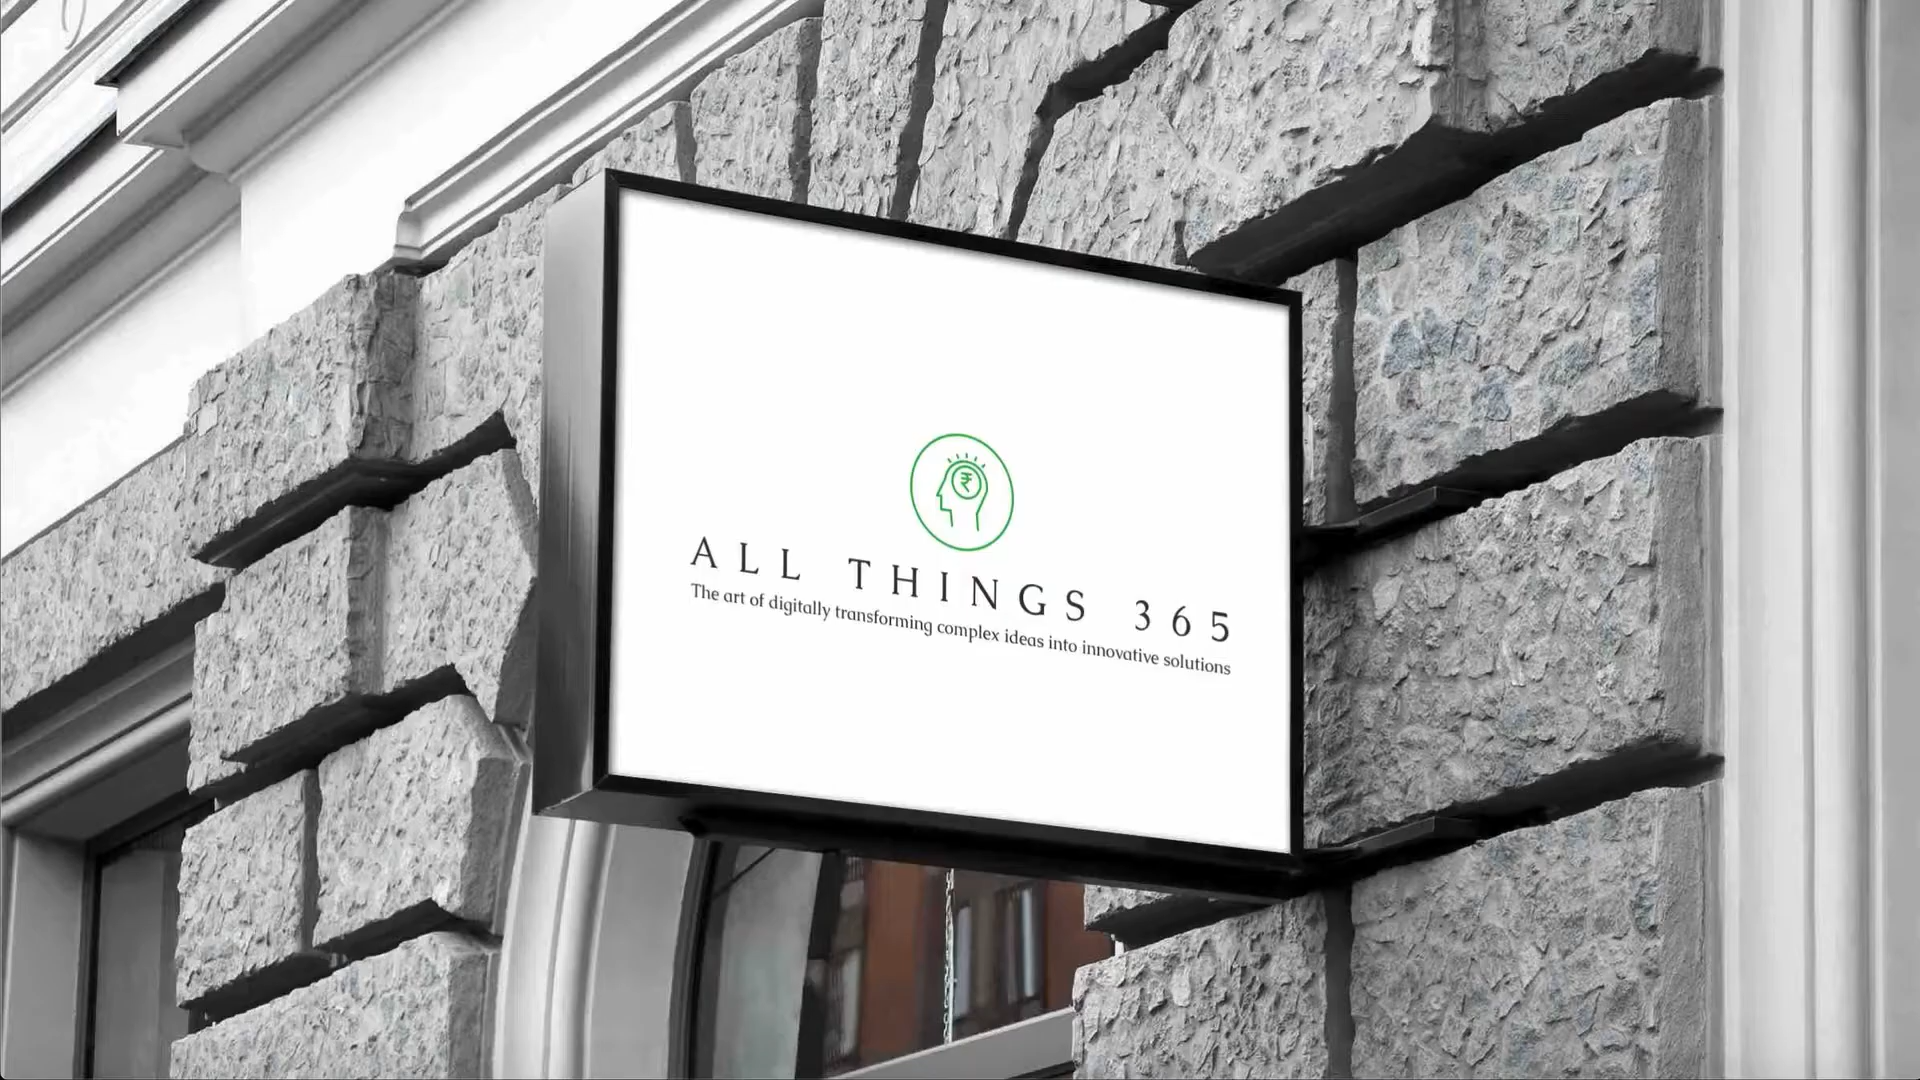 ₹
ALL THINGS 365
The art of digitally transforming complex ideas into innovative solutions